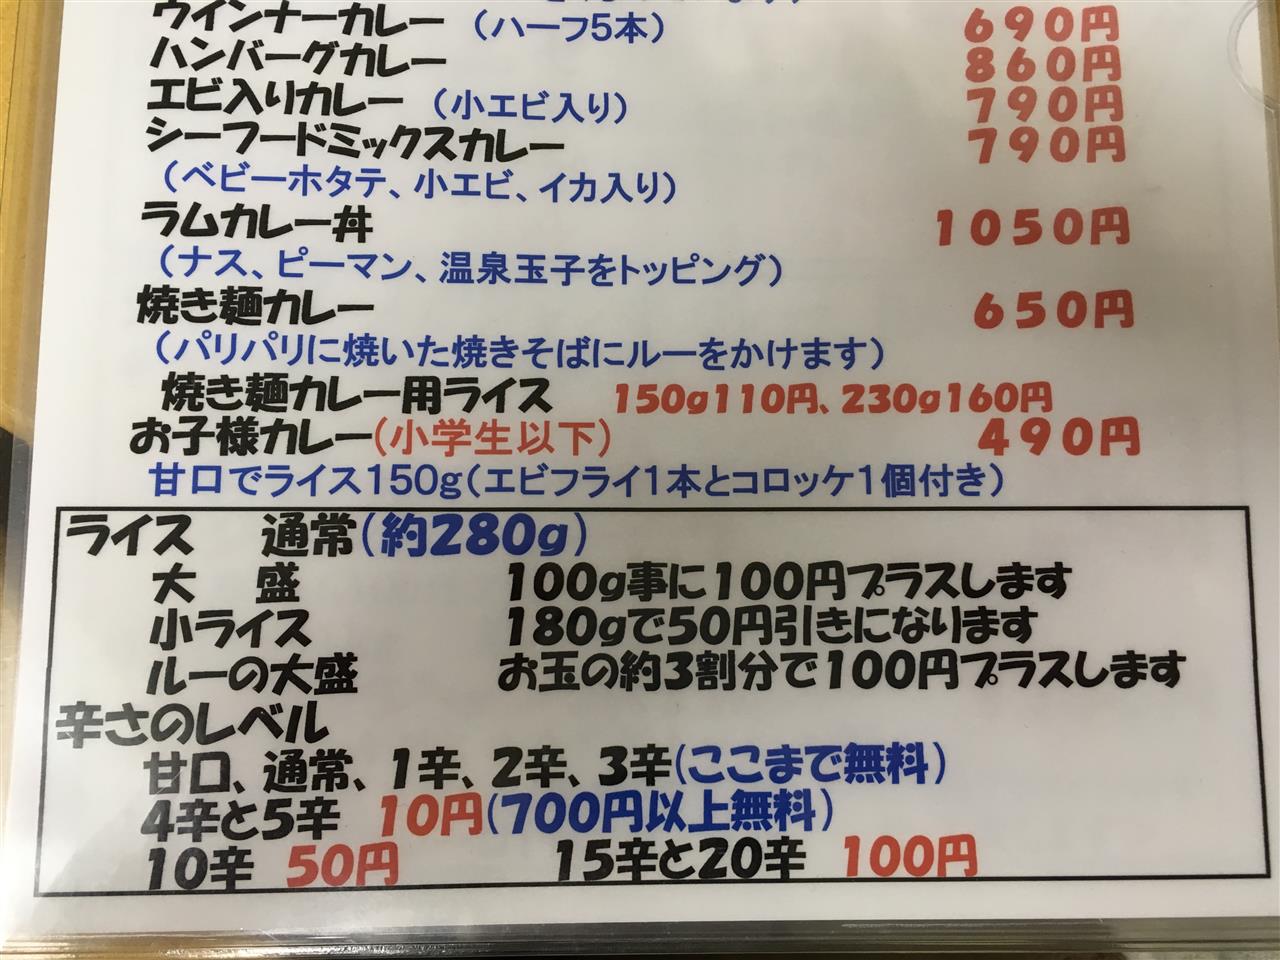 ウインナーカレー（ハーフ5本） 690円
ハンバーグカレー 860円
エビ入りカレー（小エビ入り） 790円
シーフードミックスカレー 790円
（ベビーホタテ、小エビ、イカ入り）
ラムカレー丼 1050円
（ナス、ピーマン、温泉玉子をトッピング）
焼き麺カレー 650円
（パリパリに焼いた焼きそばにルーをかけます）
焼き麺カレー用ライス 150g110円、230g160円
お子様カレー（小学生以下） 490円
甘口でライス150g（エビフライ1本とコロッケ1個付き）
ライス 通常（約280g）
大 盛 100g事に100円プラスします
小ライス 180gで50円引きになります
ルーの大盛 お玉の約3割分で100円プラスします
辛さのレベル
甘口、通常、1辛、2辛、3辛（ここまで無料）
4辛と5辛 10円（700円以上無料）
10辛 50円 15辛と20辛 100円